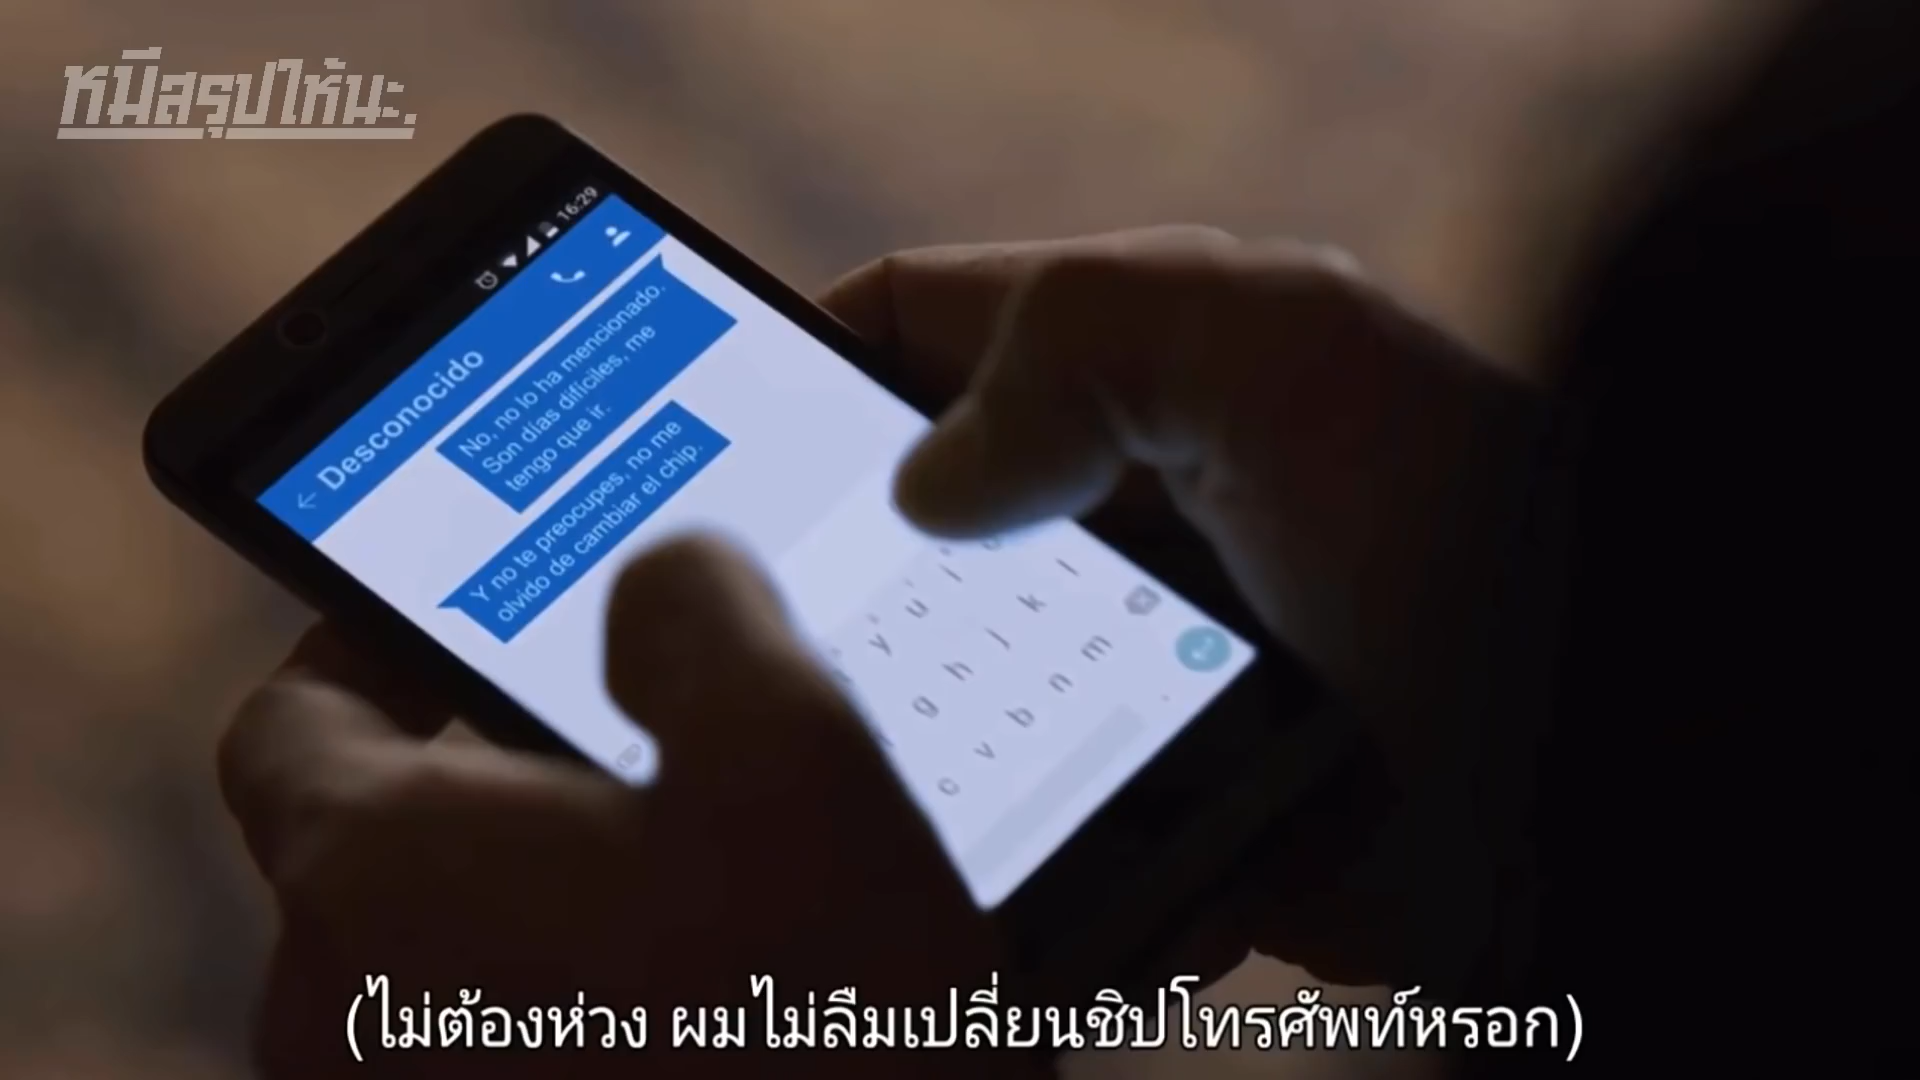 หมีสรุปให้นะ.
16:29
Desconocido
No, no lo ha mencionado.
Son días difíciles, me
tengo que ir.
Y no te preocupes, no me
olvido de cambiar el chip.
y u i
g h j k l
c v b n m
(ไม่ต้องห่วง ผมไม่ลืมเปลี่ยนชิปโทรศัพท์หรอก)